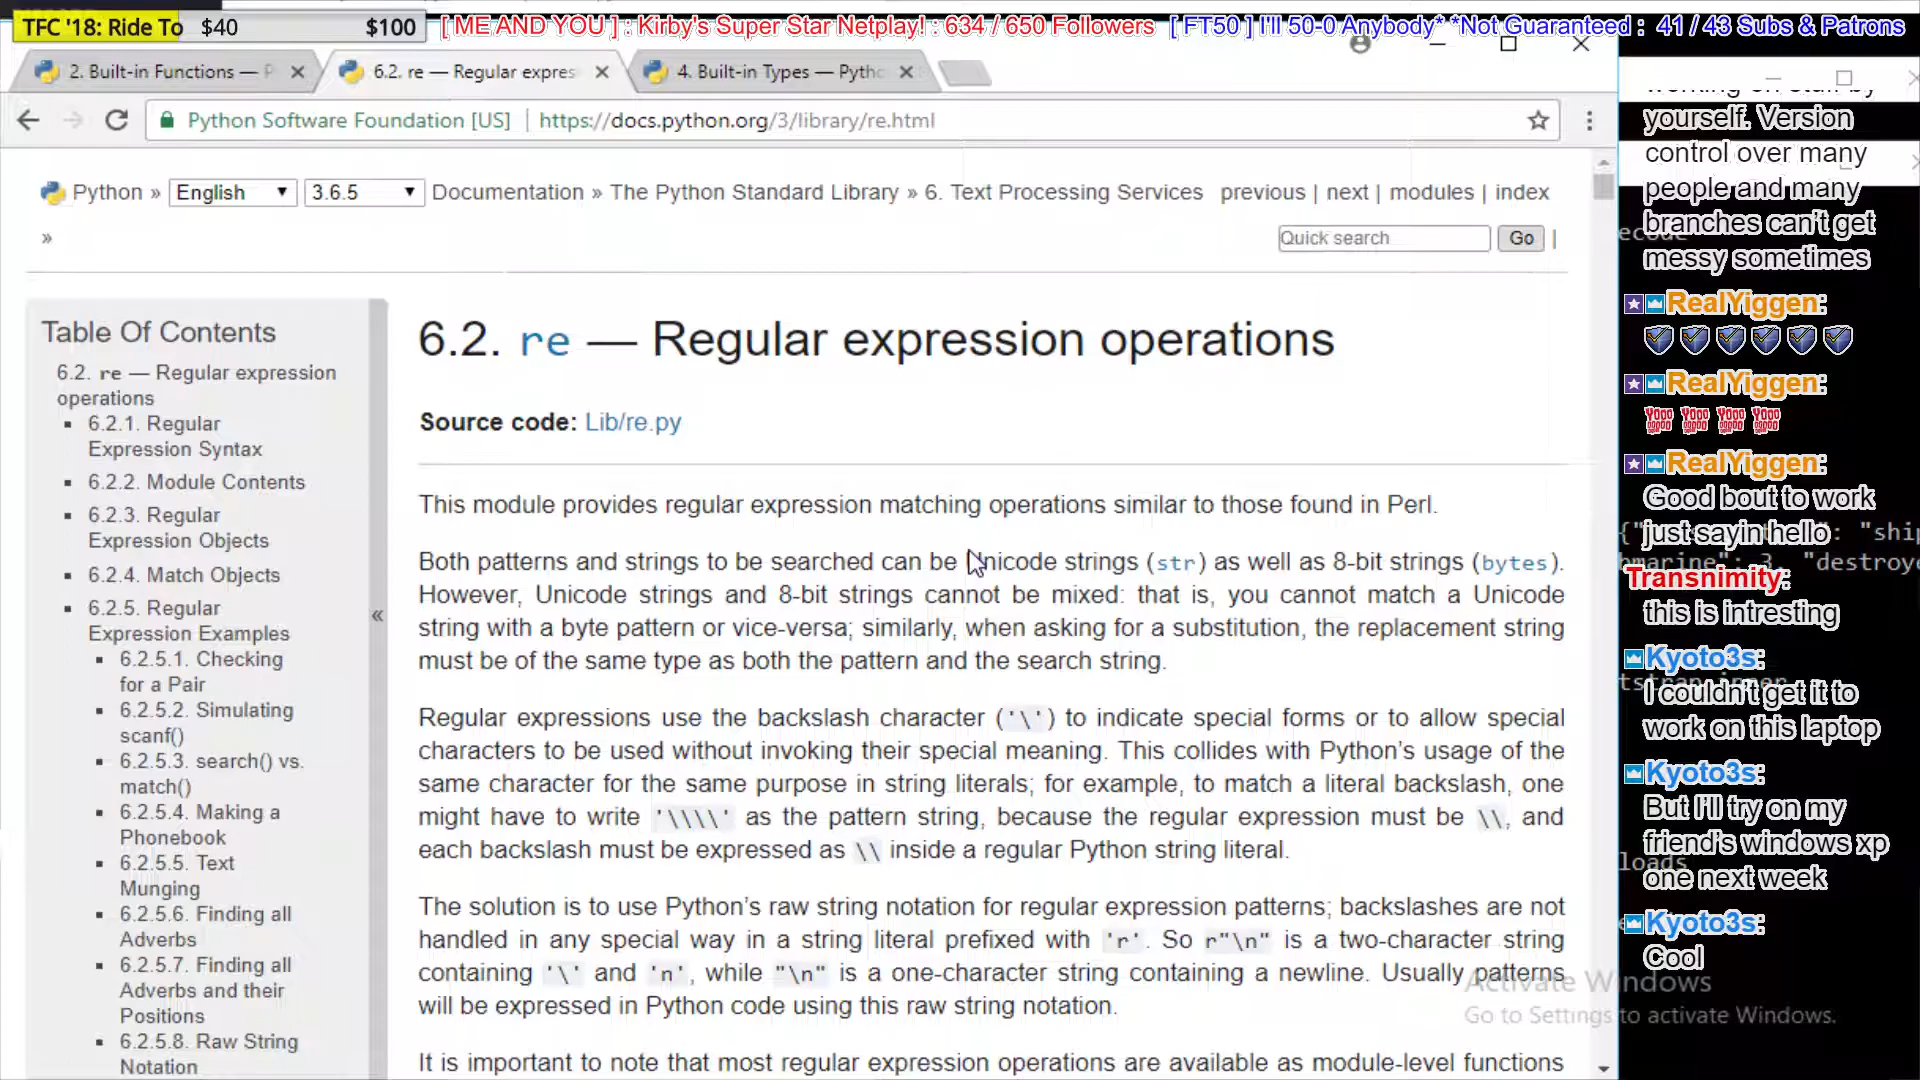 TFC '18: Ride To $40 $100
[ ME AND YOU ] : Kirby's Super Star Netplay! : 634 / 650 Followers [ FT50 ] I'll 50-0 Anybody* *Not Guaranteed : 41 / 43 Subs & Patrons
2. Built-in Functions — P
6.2. re — Regular expres
4. Built-in Types — Pytho
Python Software Foundation [US] | https://docs.python.org/3/library/re.html
Python » English 3.6.5 Documentation » The Python Standard Library » 6. Text Processing Services previous | next | modules | index
» Quick search Go |
Table Of Contents
6.2. re — Regular expression
operations
6.2.1. Regular
Expression Syntax
6.2.2. Module Contents
6.2.3. Regular
Expression Objects
6.2.4. Match Objects
6.2.5. Regular
Expression Examples
6.2.5.1. Checking
for a Pair
6.2.5.2. Simulating
scanf()
6.2.5.3. search() vs.
match()
6.2.5.4. Making a
Phonebook
6.2.5.5. Text
Munging
6.2.5.6. Finding all
Adverbs
6.2.5.7. Finding all
Adverbs and their
Positions
6.2.5.8. Raw String
Notation
«
6.2. re — Regular expression operations
Source code: Lib/re.py
This module provides regular expression matching operations similar to those found in Perl.
Both patterns and strings to be searched can be Unicode strings (str) as well as 8-bit strings (bytes).
However, Unicode strings and 8-bit strings cannot be mixed: that is, you cannot match a Unicode
string with a byte pattern or vice-versa; similarly, when asking for a substitution, the replacement string
must be of the same type as both the pattern and the search string.
Regular expressions use the backslash character ('\') to indicate special forms or to allow special
characters to be used without invoking their special meaning. This collides with Python’s usage of the
same character for the same purpose in string literals; for example, to match a literal backslash, one
might have to write '\\\\' as the pattern string, because the regular expression must be \\, and
each backslash must be expressed as \\ inside a regular Python string literal.
The solution is to use Python’s raw string notation for regular expression patterns; backslashes are not
handled in any special way in a string literal prefixed with 'r'. So r"\n" is a two-character string
containing '\' and 'n', while "\n" is a one-character string containing a newline. Usually patterns
will be expressed in Python code using this raw string notation.
It is important to note that most regular expression operations are available as module-level functions
working on stuff by
yourself. Version
control over many
people and many
branches can't get
messy sometimes
RealYiggen:
RealYiggen:
RealYiggen:
Good bout to work
just sayin hello
Transnimity:
this is intresting
Kyoto3s:
I couldn't get it to
work on this laptop
Kyoto3s:
But I'll try on my
friend's windows xp
one next week
Kyoto3s:
Cool
ecode
{" : "ship
marine": 3, "destroye
loads
Activate Windows
Go to Settings to activate Windows.